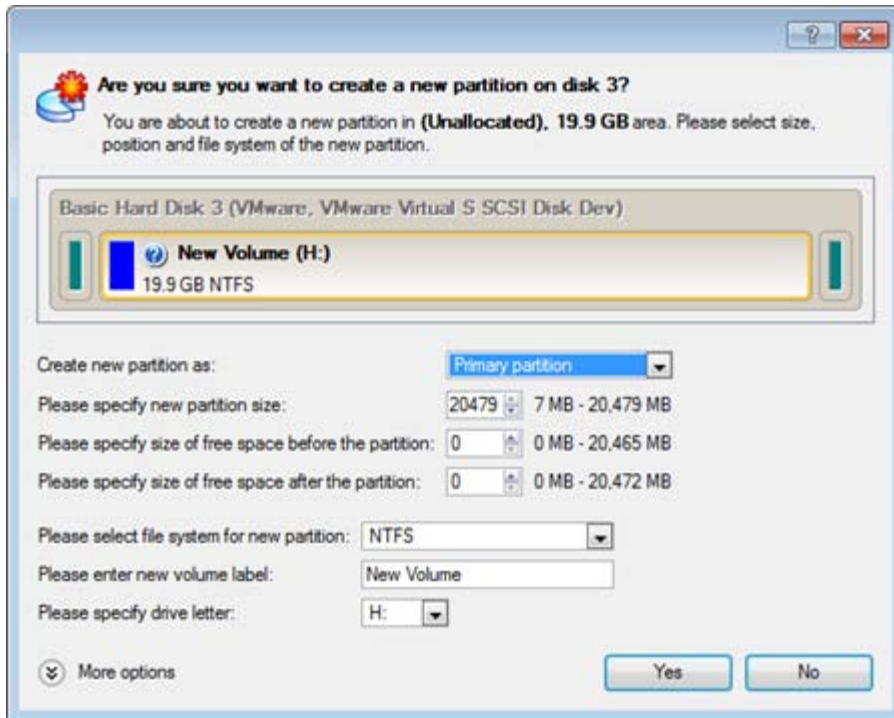 Are you sure you want to create a new partition on disk 3?
You are about to create a new partition in (Unallocated), 19.9 GB area. Please select size,
position and file system of the new partition.
Basic Hard Disk 3 (VMware, VMware Virtual S SCSI Disk Dev)
New Volume (H:)
19.9 GB NTFS
Create new partition as: Primary partition
Please specify new partition size: 20479 7 MB - 20,479 MB
Please specify size of free space before the partition: 0 0 MB - 20,465 MB
Please specify size of free space after the partition: 0 0 MB - 20,472 MB
Please select file system for new partition: NTFS
Please enter new volume label: New Volume
Please specify drive letter: H:
More options Yes No